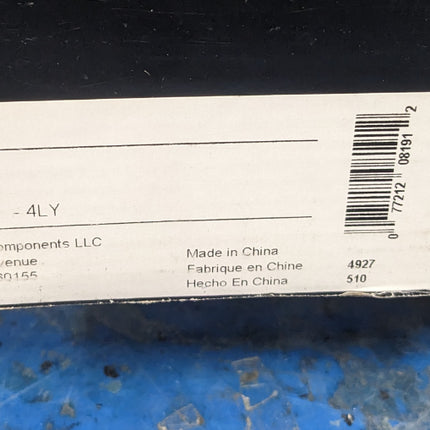 - 4LY
omponents LLC
venue
60155
Made in China
Fabrique en Chine
Hecho En China
4927
510
0 77212 08191 2